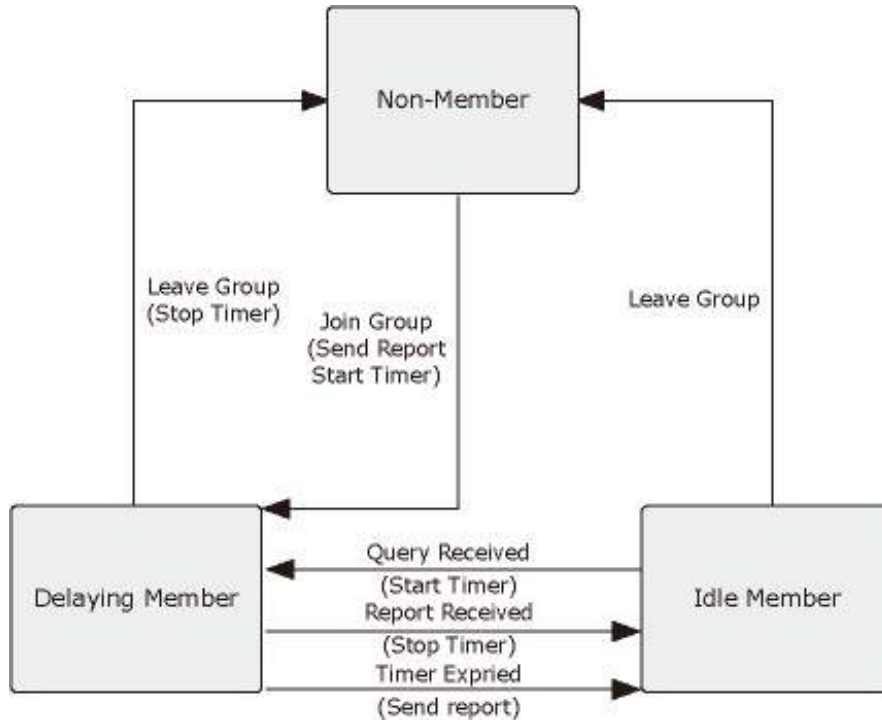 Non-Member
Leave Group
(Stop Timer)
Join Group
(Send Report
Start Timer)
Leave Group
Delaying Member
Query Received
(Start Timer)
Report Received
(Stop Timer)
Timer Expried
(Send report)
Idle Member